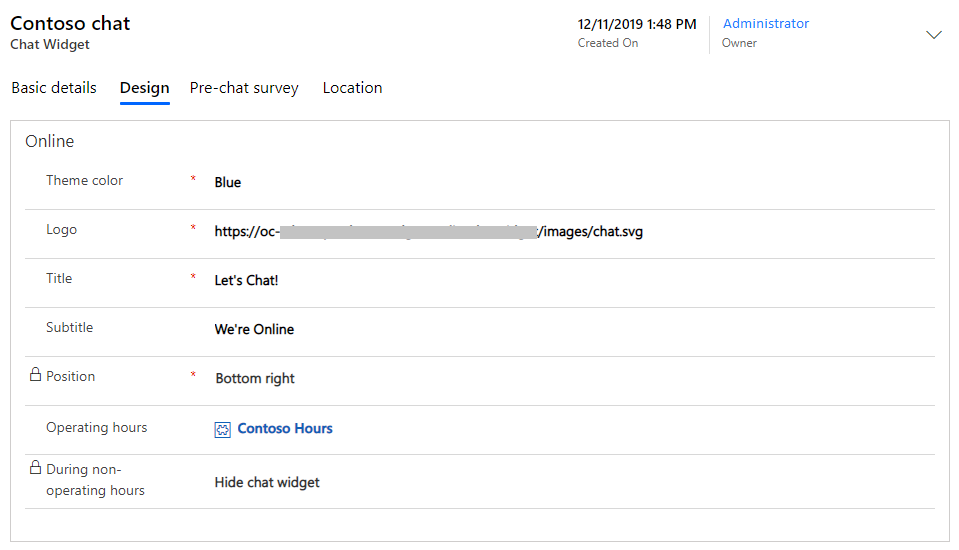 Contoso chat
Chat Widget
12/11/2019 1:48 PM
Created On
Administrator
Owner
Basic details Design Pre-chat survey Location
Online
Theme color * Blue
Logo * https://oc- /images/chat.svg
Title * Let's Chat!
Subtitle We're Online
Position * Bottom right
Operating hours Contoso Hours
During non-
operating hours Hide chat widget